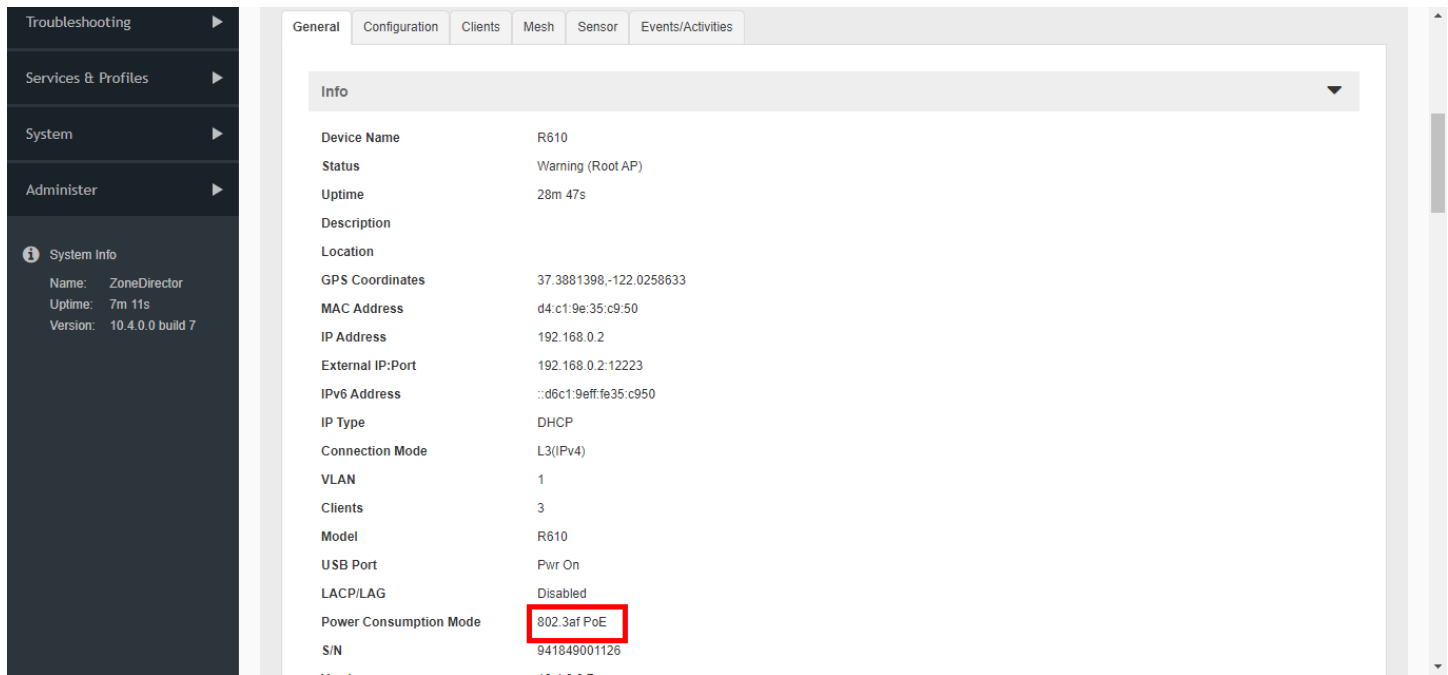 Troubleshooting
Services & Profiles
System
Administer
System Info
Name: ZoneDirector
Uptime: 7m 11s
Version: 10.4.0.0 build 7
General Configuration Clients Mesh Sensor Events/Activities
Info
Device Name R610
Status Warning (Root AP)
Uptime 28m 47s
Description
Location
GPS Coordinates 37.3881398,-122.0258633
MAC Address d4:c1:9e:35:c9:50
IP Address 192.168.0.2
External IP:Port 192.168.0.2:12223
IPv6 Address ::d6c1:9eff:fe35:c950
IP Type DHCP
Connection Mode L3(IPv4)
VLAN 1
Clients 3
Model R610
USB Port Pwr On
LACP/LAG Disabled
Power Consumption Mode 802.3af PoE
S/N 941849001126